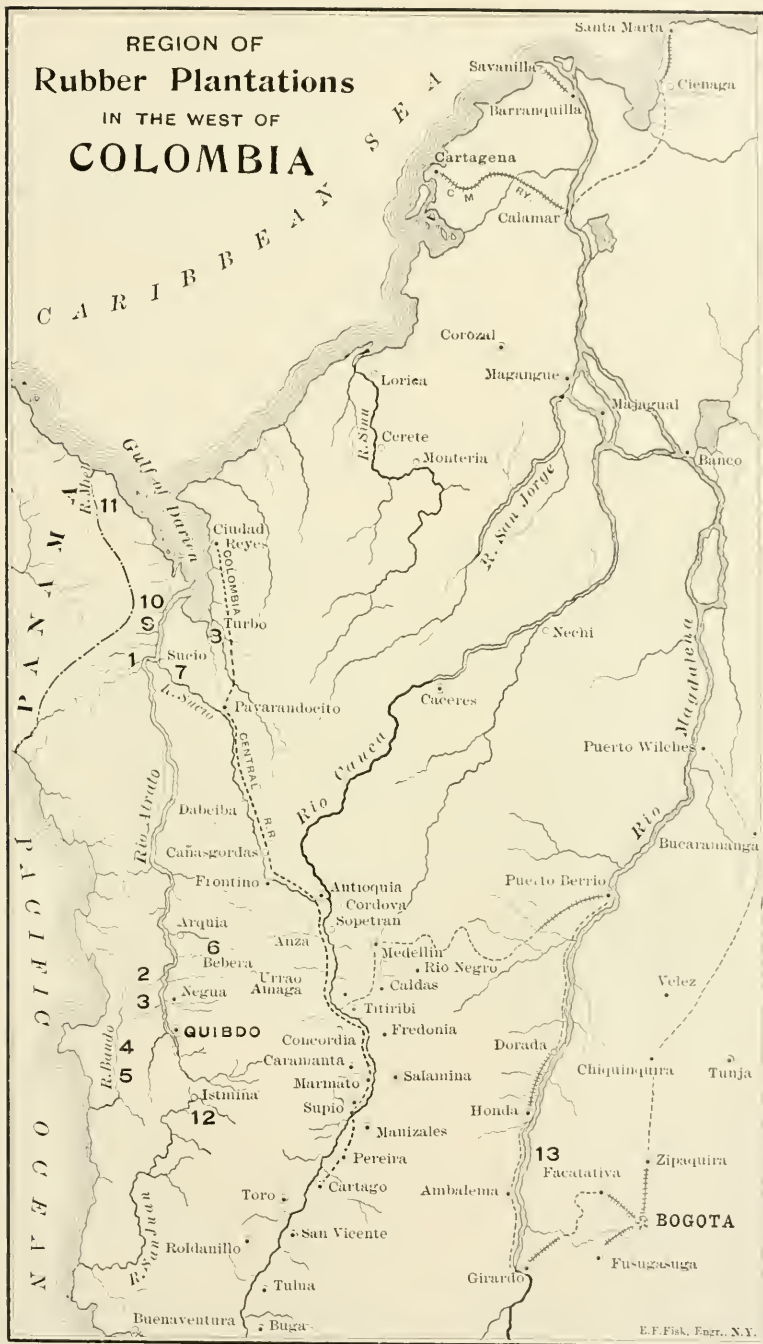 REGION OF
Rubber Plantations
IN THE WEST OF
COLOMBIA
CARIBBEAN SEA
Santa Marta
Savanilla
Cienaga
Barranquilla
Cartagena
C M RY.
Calamar
Corozal
Lorica
Magangue
Majagual
R. Sinu
Cerete
Monteria
Banco
R. San Jorge
Gulf of Darien
PANAMA
11
Ciudad
Reyes
COLOMBIA
10
9
Turbo
3
Nechi
1
Sucio
7
R. Sucio
Caceres
Pavarandocito
Magdalena
CENTRAL
R.R.
Rio Cauca
Puerto Wilches
Rio Atrato
Dabeiba
Rio
Bucaramanga
Cañasgordas
Frontino
Antioquia
Puerto Berrio
Cordova
Sopetran
Arquia
Anza
6
Medellin
Bebera
Rio Negro
2
Urrao
Caldas
Velez
Negua
3
Titiribi
PACIFIC OCEAN
QUIBDO
Concordia
Fredonia
Dorada
4
R. Baudo
Caramanta
Chiquinquira
Tunja
5
Marmato
Salamina
Istmina
12
Supio
Honda
Manizales
13
Pereira
Facatativa
Zipaquira
Cartago
Toro
Ambalema
BOGOTA
San Vicente
R. San Juan
Roldanillo
Fusugasuga
Girardo
Tulua
Buenaventura
Buga
E.F.Fisk, Engr., N.Y.